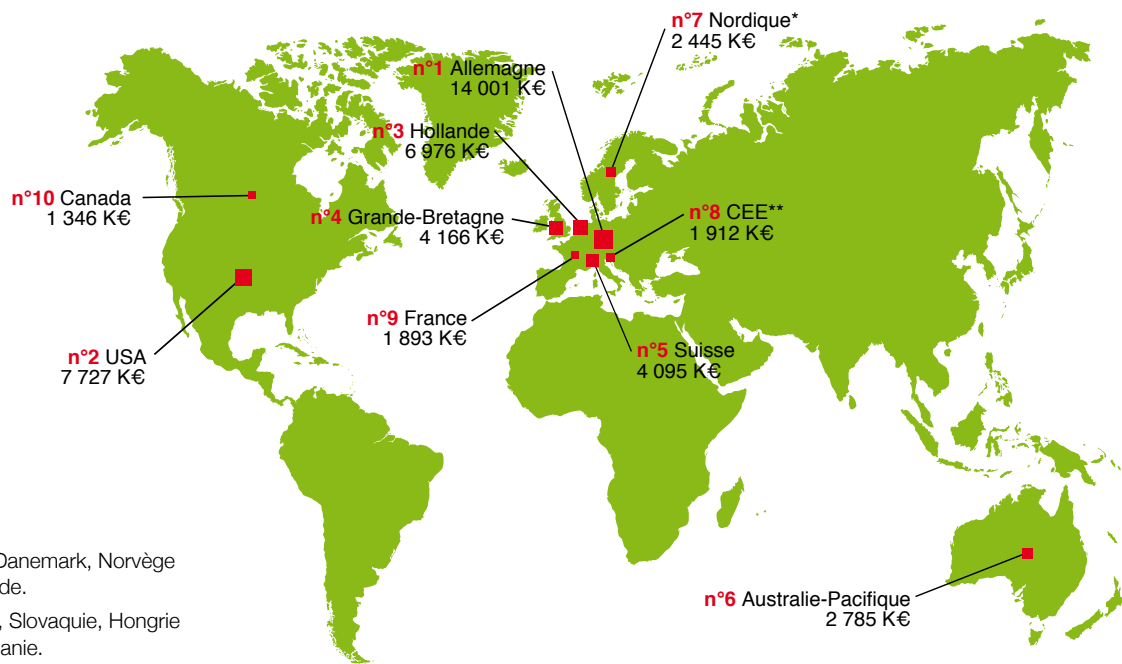 n°7 Nordique*
2 445 K€
n°1 Allemagne
14 001 K€
n°3 Hollande
6 976 K€
n°10 Canada
1 346 K€
n°4 Grande-Bretagne
4 166 K€
n°8 CEE**
1 912 K€
n°9 France
1 893 K€
n°5 Suisse
4 095 K€
n°2 USA
7 727 K€
Danemark, Norvège
de.
, Slovaquie, Hongrie
anie.
n°6 Australie-Pacifique
2 785 K€